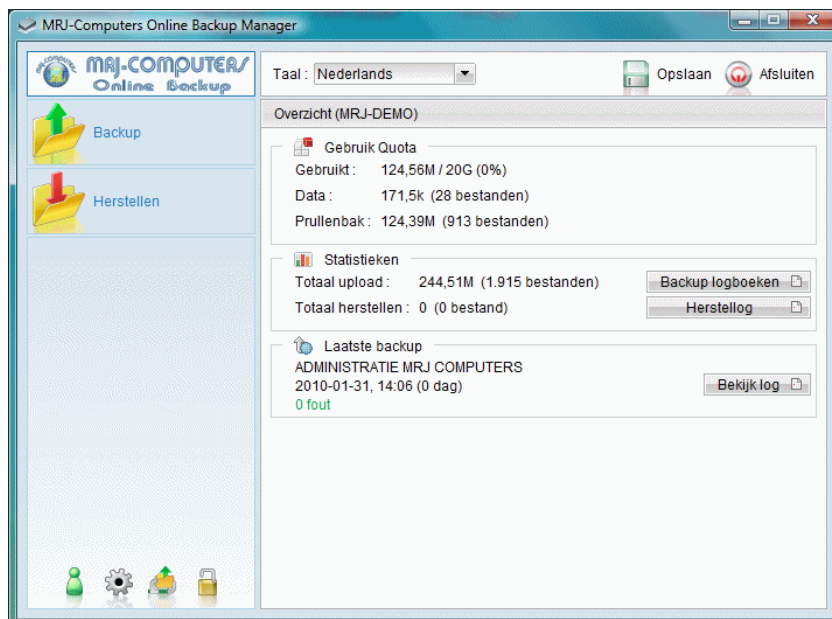 MRJ-Computers Online Backup Manager
MRJ-COMPUTERS
Online Backup
Taal : Nederlands
Opslaan
Afsluiten
Backup
Herstellen
Overzicht (MRJ-DEMO)
Gebruik Quota
Gebruikt : 124,56M / 20G (0%)
Data : 171,5k (28 bestanden)
Prullenbak : 124,39M (913 bestanden)
Statistieken
Totaal upload : 244,51M (1.915 bestanden)
Backup logboeken
Totaal herstellen : 0 (0 bestand)
Herstellog
Laatste backup
ADMINISTRATIE MRJ COMPUTERS
2010-01-31, 14:06 (0 dag)
Bekijk log
0 fout